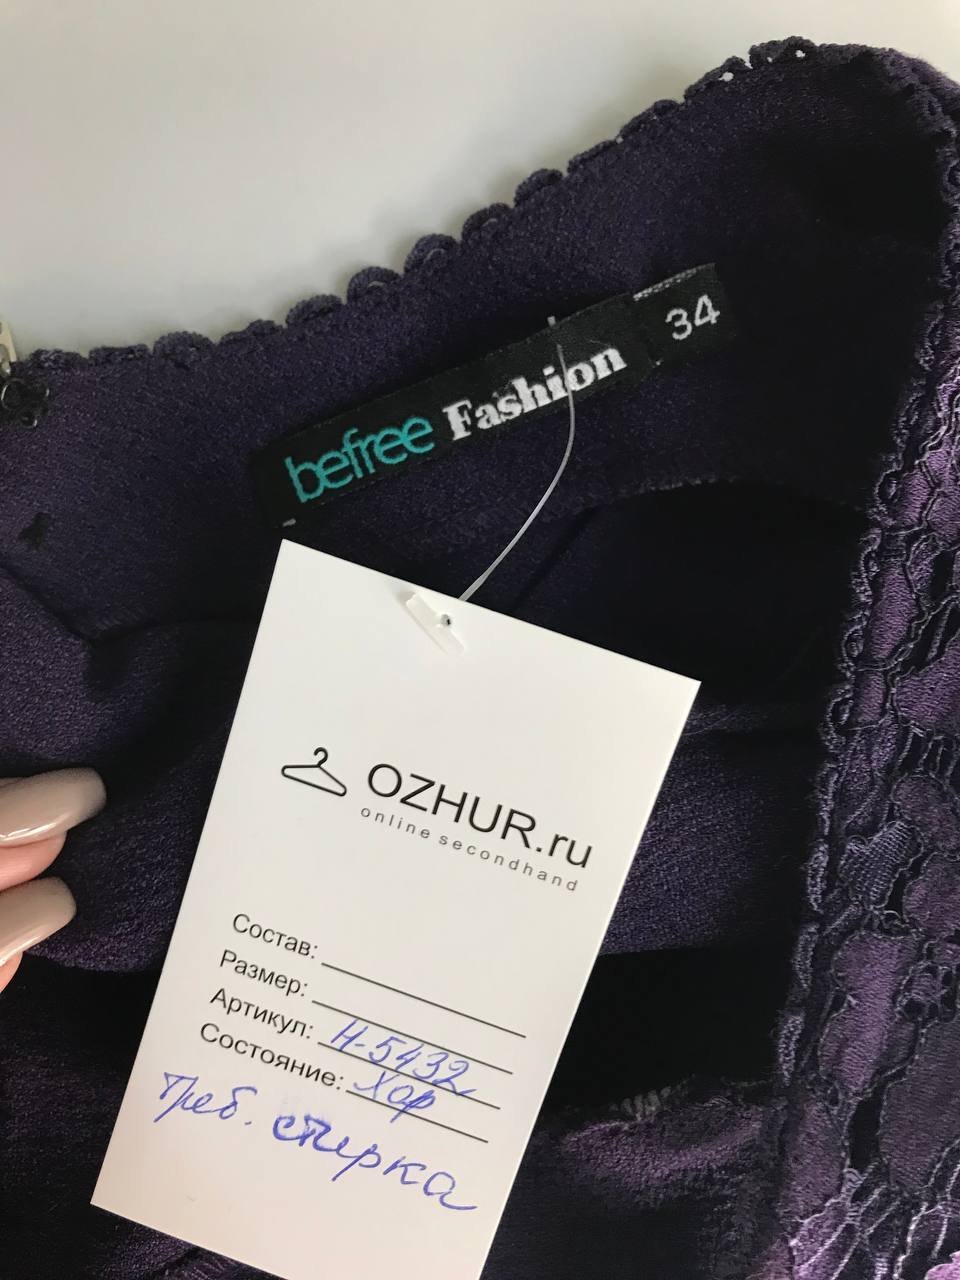 befree Fashion 34
OZHUR.ru
online secondhand
Состав:
Размер:
Артикул: Н-5432
Состояние: Хор
Треб. стирка